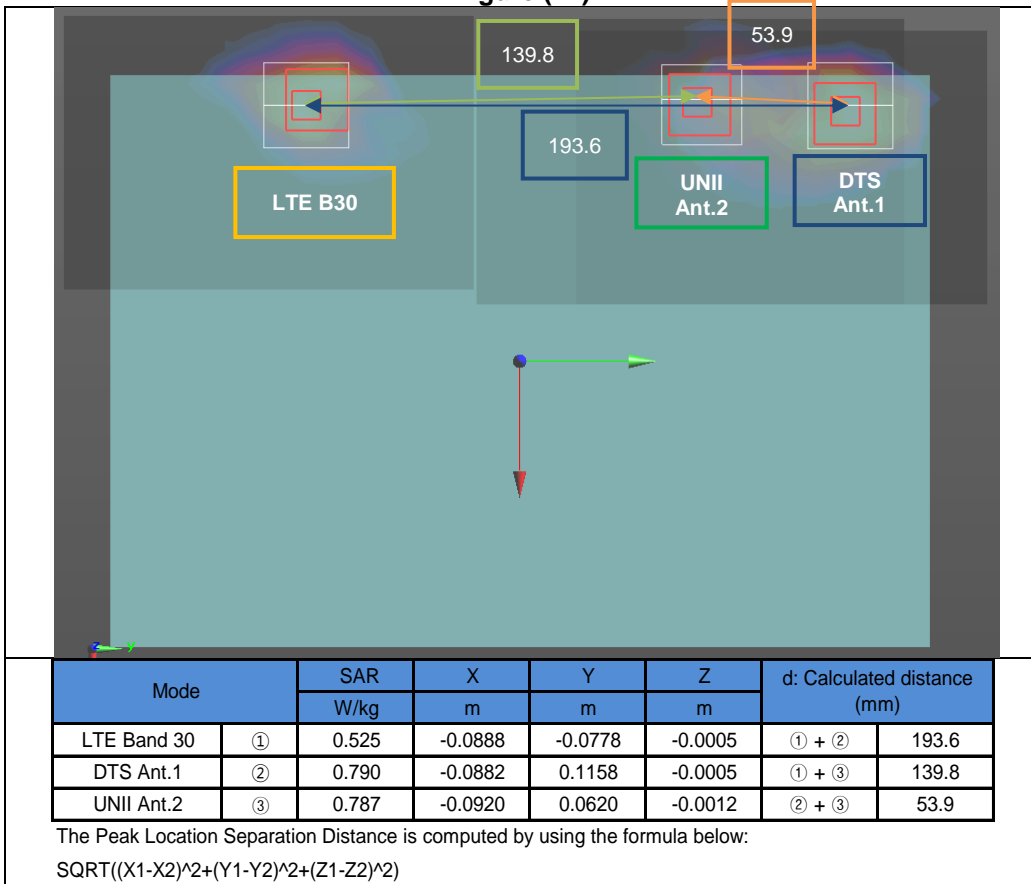 139.8
53.9
193.6
LTE B30
UNII
Ant.2
DTS
Ant.1
z
y
Mode SAR X Y Z d: Calculated distance
W/kg m m m (mm)
LTE Band 30 ① 0.525 -0.0888 -0.0778 -0.0005 ① + ② 193.6
DTS Ant.1 ② 0.790 -0.0882 0.1158 -0.0005 ① + ③ 139.8
UNII Ant.2 ③ 0.787 -0.0920 0.0620 -0.0012 ② + ③ 53.9
The Peak Location Separation Distance is computed by using the formula below:
SQRT((X1-X2)^2+(Y1-Y2)^2+(Z1-Z2)^2)